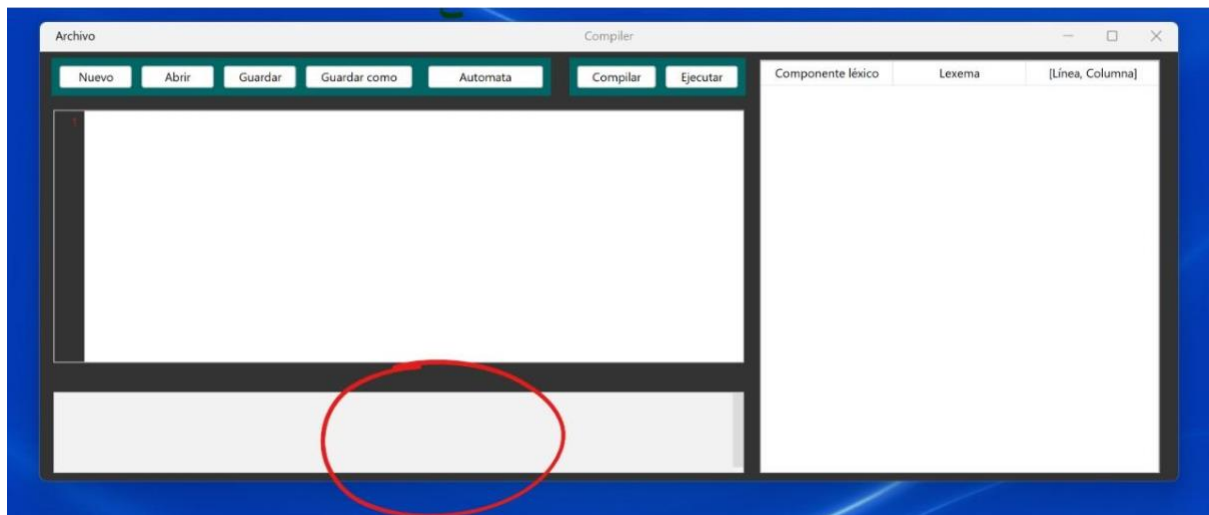 Archivo Compiler
Nuevo Abrir Guardar Guardar como Automata Compilar Ejecutar Componente léxico Lexema [Línea, Columna]
1